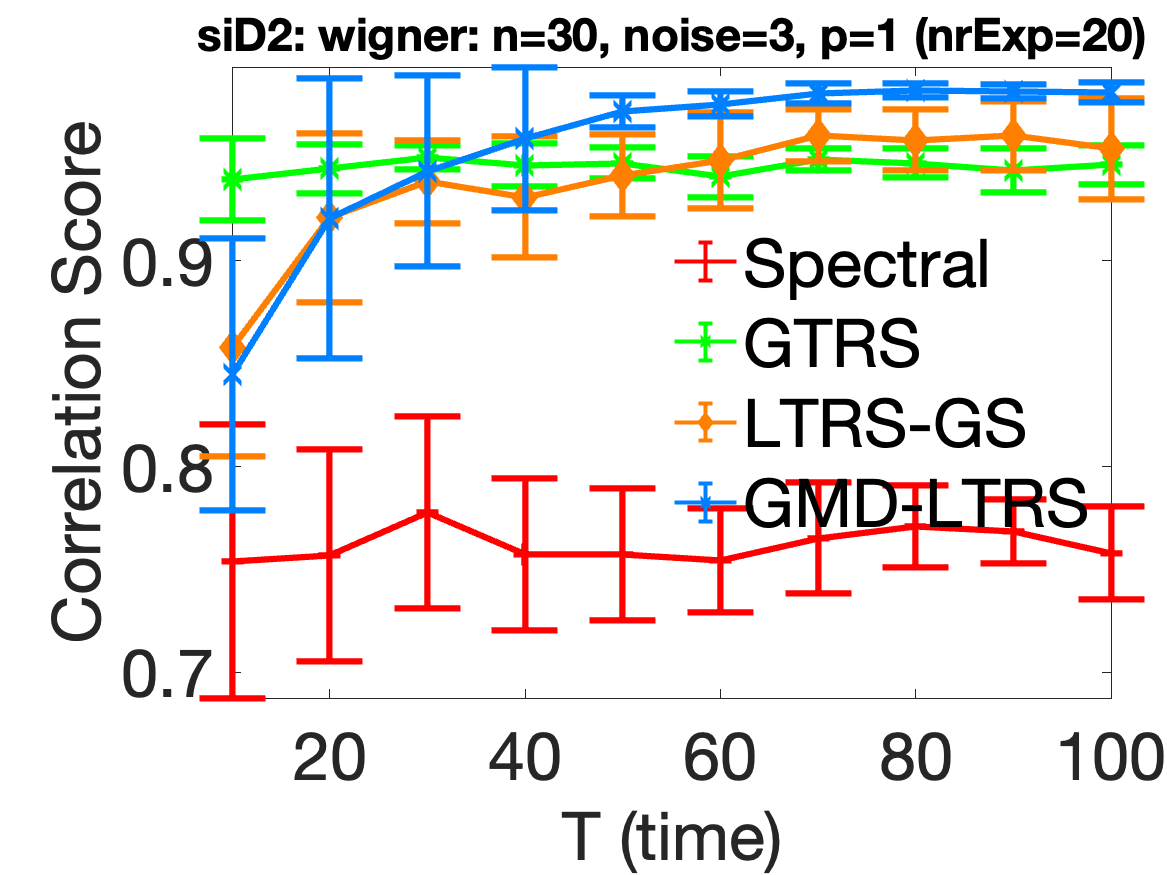 siD2: wigner: n=30, noise=3, p=1 (nrExp=20)
Correlation Score
0.9
0.8
0.7
Spectral
GTRS
LTRS-GS
GMD-LTRS
20 40 60 80 100
T (time)